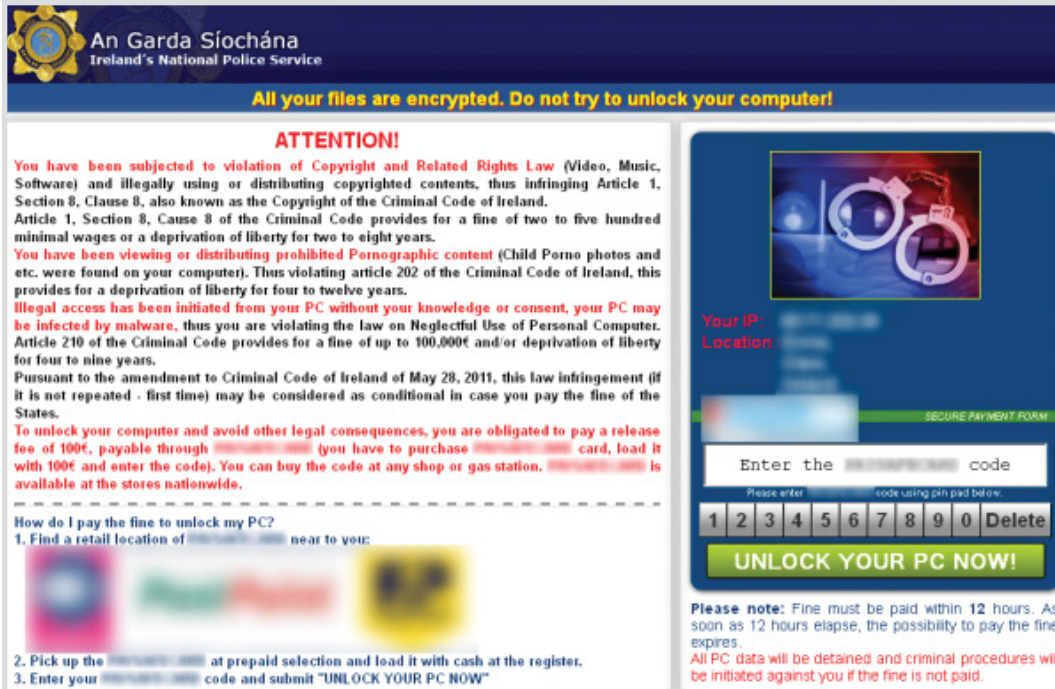 An Garda Síochána
Ireland's National Police Service
All your files are encrypted. Do not try to unlock your computer!
ATTENTION!
You have been subjected to violation of Copyright and Related Rights Law (Video, Music,
Software) and illegally using or distributing copyrighted contents, thus infringing Article 1,
Section 8, Clause 8, also known as the Copyright of the Criminal Code of Ireland.
Article 1, Section 8, Cause 8 of the Criminal Code provides for a fine of two to five hundred
minimal wages or a deprivation of liberty for two to eight years.
You have been viewing or distributing prohibited Pornographic content (Child Porno photos and
etc. were found on your computer). Thus violating article 202 of the Criminal Code of Ireland, this
provides for a deprivation of liberty for four to twelve years.
Illegal access has been initiated from your PC without your knowledge or consent, your PC may
be infected by malware, thus you are violating the law on Neglectful Use of Personal Computer.
Article 210 of the Criminal Code provides for a fine of up to 100,000€ and/or deprivation of liberty
for four to nine years.
Pursuant to the amendment to Criminal Code of Ireland of May 28, 2011, this law infringement (if
it is not repeated - first time) may be considered as conditional in case you pay the fine of the
States.
To unlock your computer and avoid other legal consequences, you are obligated to pay a release
fee of 100€, payable through (you have to purchase card, load it
with 100€ and enter the code). You can buy the code at any shop or gas station. is
available at the stores nationwide.
How do I pay the fine to unlock my PC?
1. Find a retail location of near to you:
2. Pick up the at prepaid selection and load it with cash at the register.
3. Enter your code and submit "UNLOCK YOUR PC NOW"
Your IP:
Location:
SECURE PAYMENT FORM
Enter the code
Please enter code using pin pad below.
1 2 3 4 5 6 7 8 9 0 Delete
UNLOCK YOUR PC NOW!
Please note: Fine must be paid within 12 hours. As
soon as 12 hours elapse, the possibility to pay the fine
expires.
All PC data will be detained and criminal procedures will
be initiated against you if the fine is not paid.